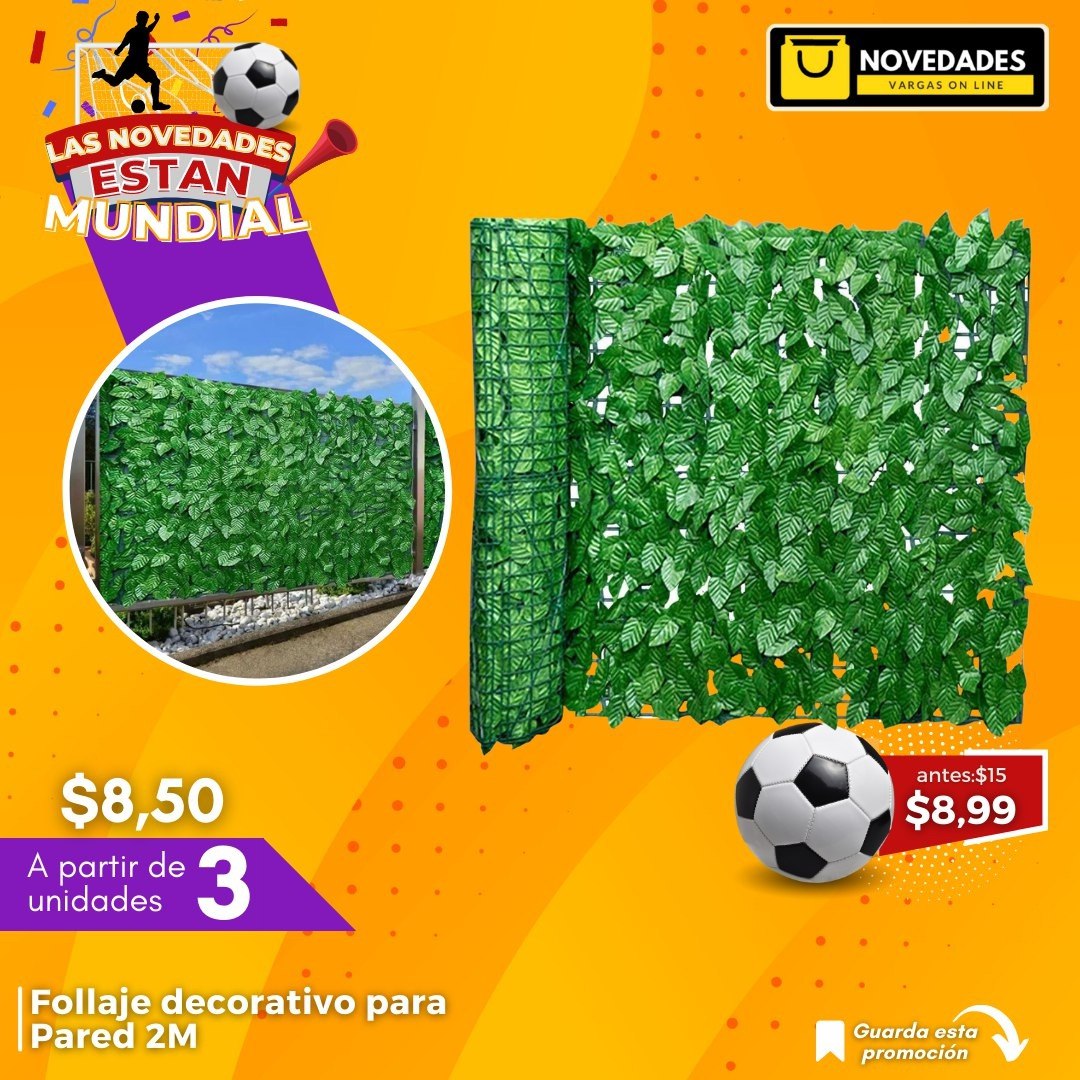 LAS NOVEDADES
ESTAN
MUNDIAL
NOVEDADES
VARGAS ON LINE
antes:$15
$8,99
$8,50
A partir de 3
unidades
Follaje decorativo para
Pared 2M
Guarda esta
promoción